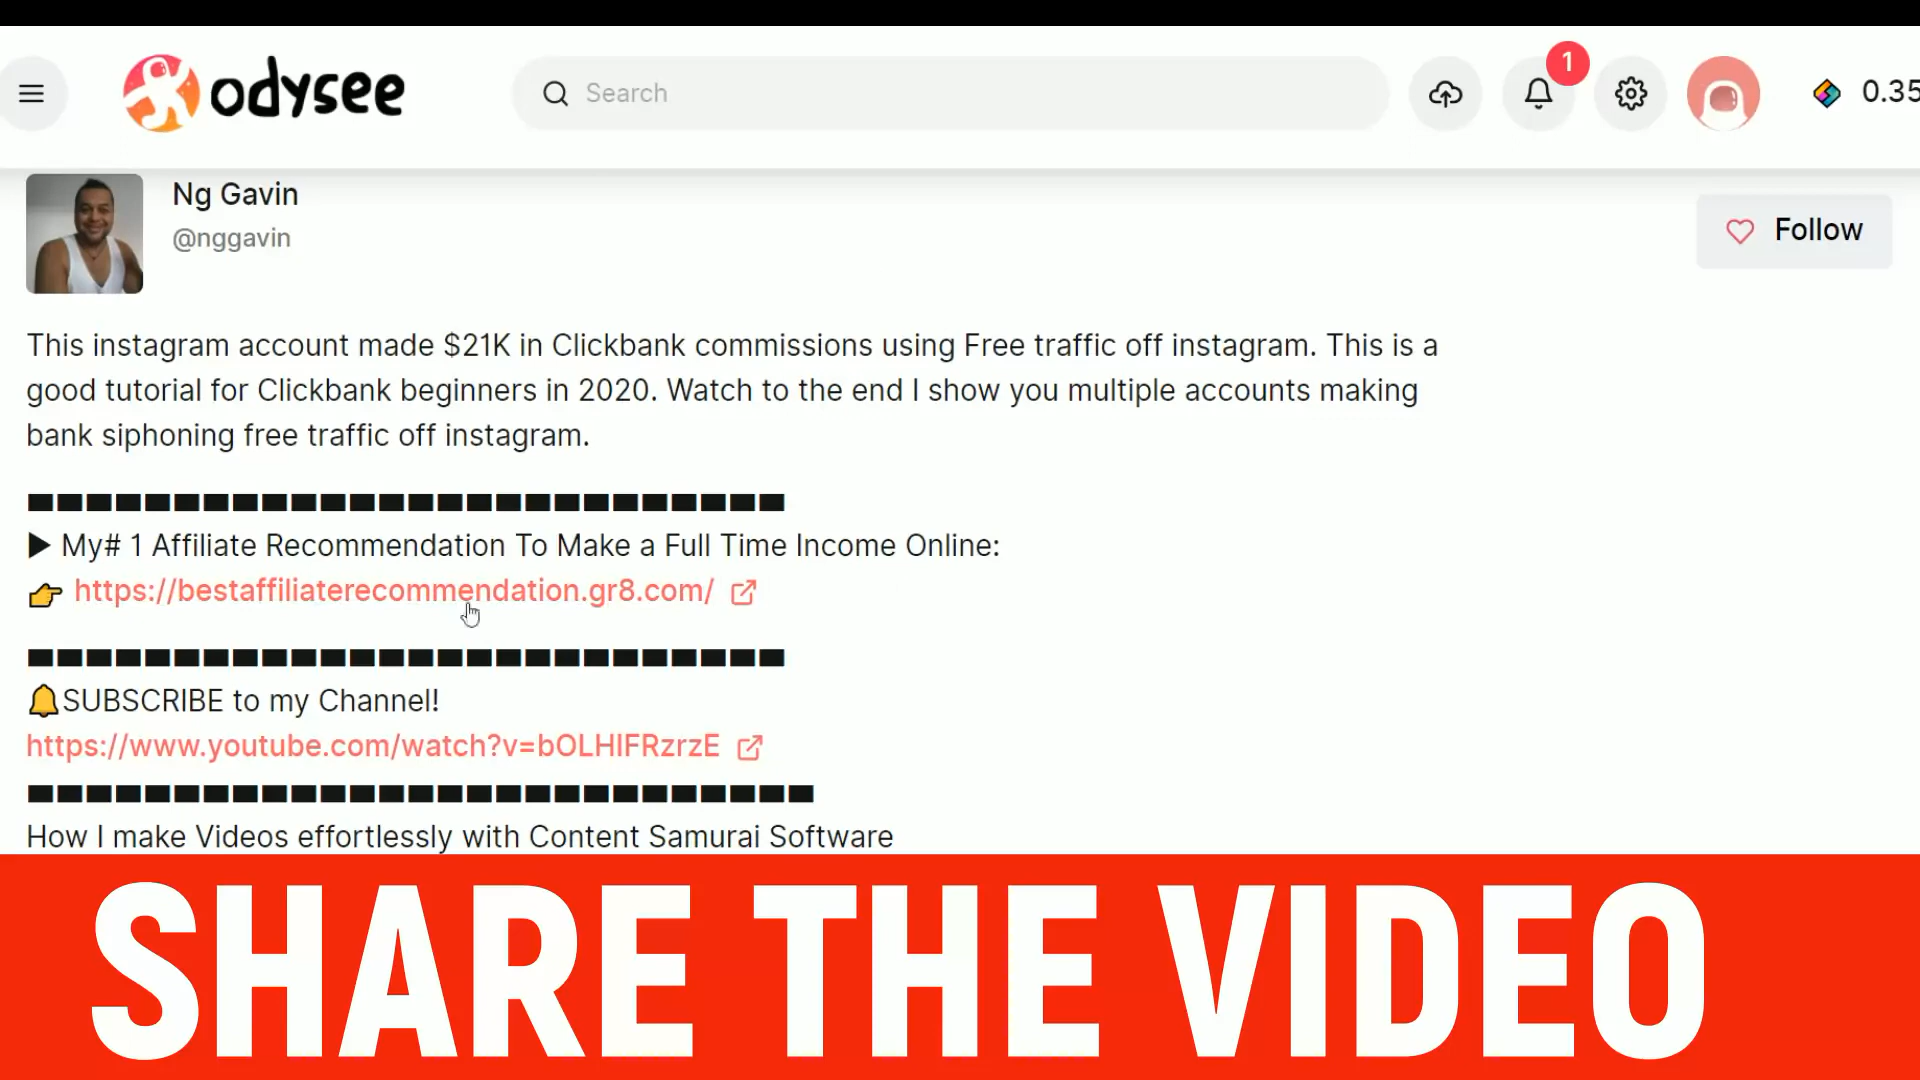 odysee
Search
1
0.35
Ng Gavin
@nggavin
Follow
This instagram account made $21K in Clickbank commissions using Free traffic off instagram. This is a
good tutorial for Clickbank beginners in 2020. Watch to the end I show you multiple accounts making
bank siphoning free traffic off instagram.
▶ My# 1 Affiliate Recommendation To Make a Full Time Income Online:
👉 https://bestaffiliaterecommendation.gr8.com/
🔔SUBSCRIBE to my Channel!
https://www.youtube.com/watch?v=bOLHIFRzrzE
How I make Videos effortlessly with Content Samurai Software
SHARE THE VIDEO